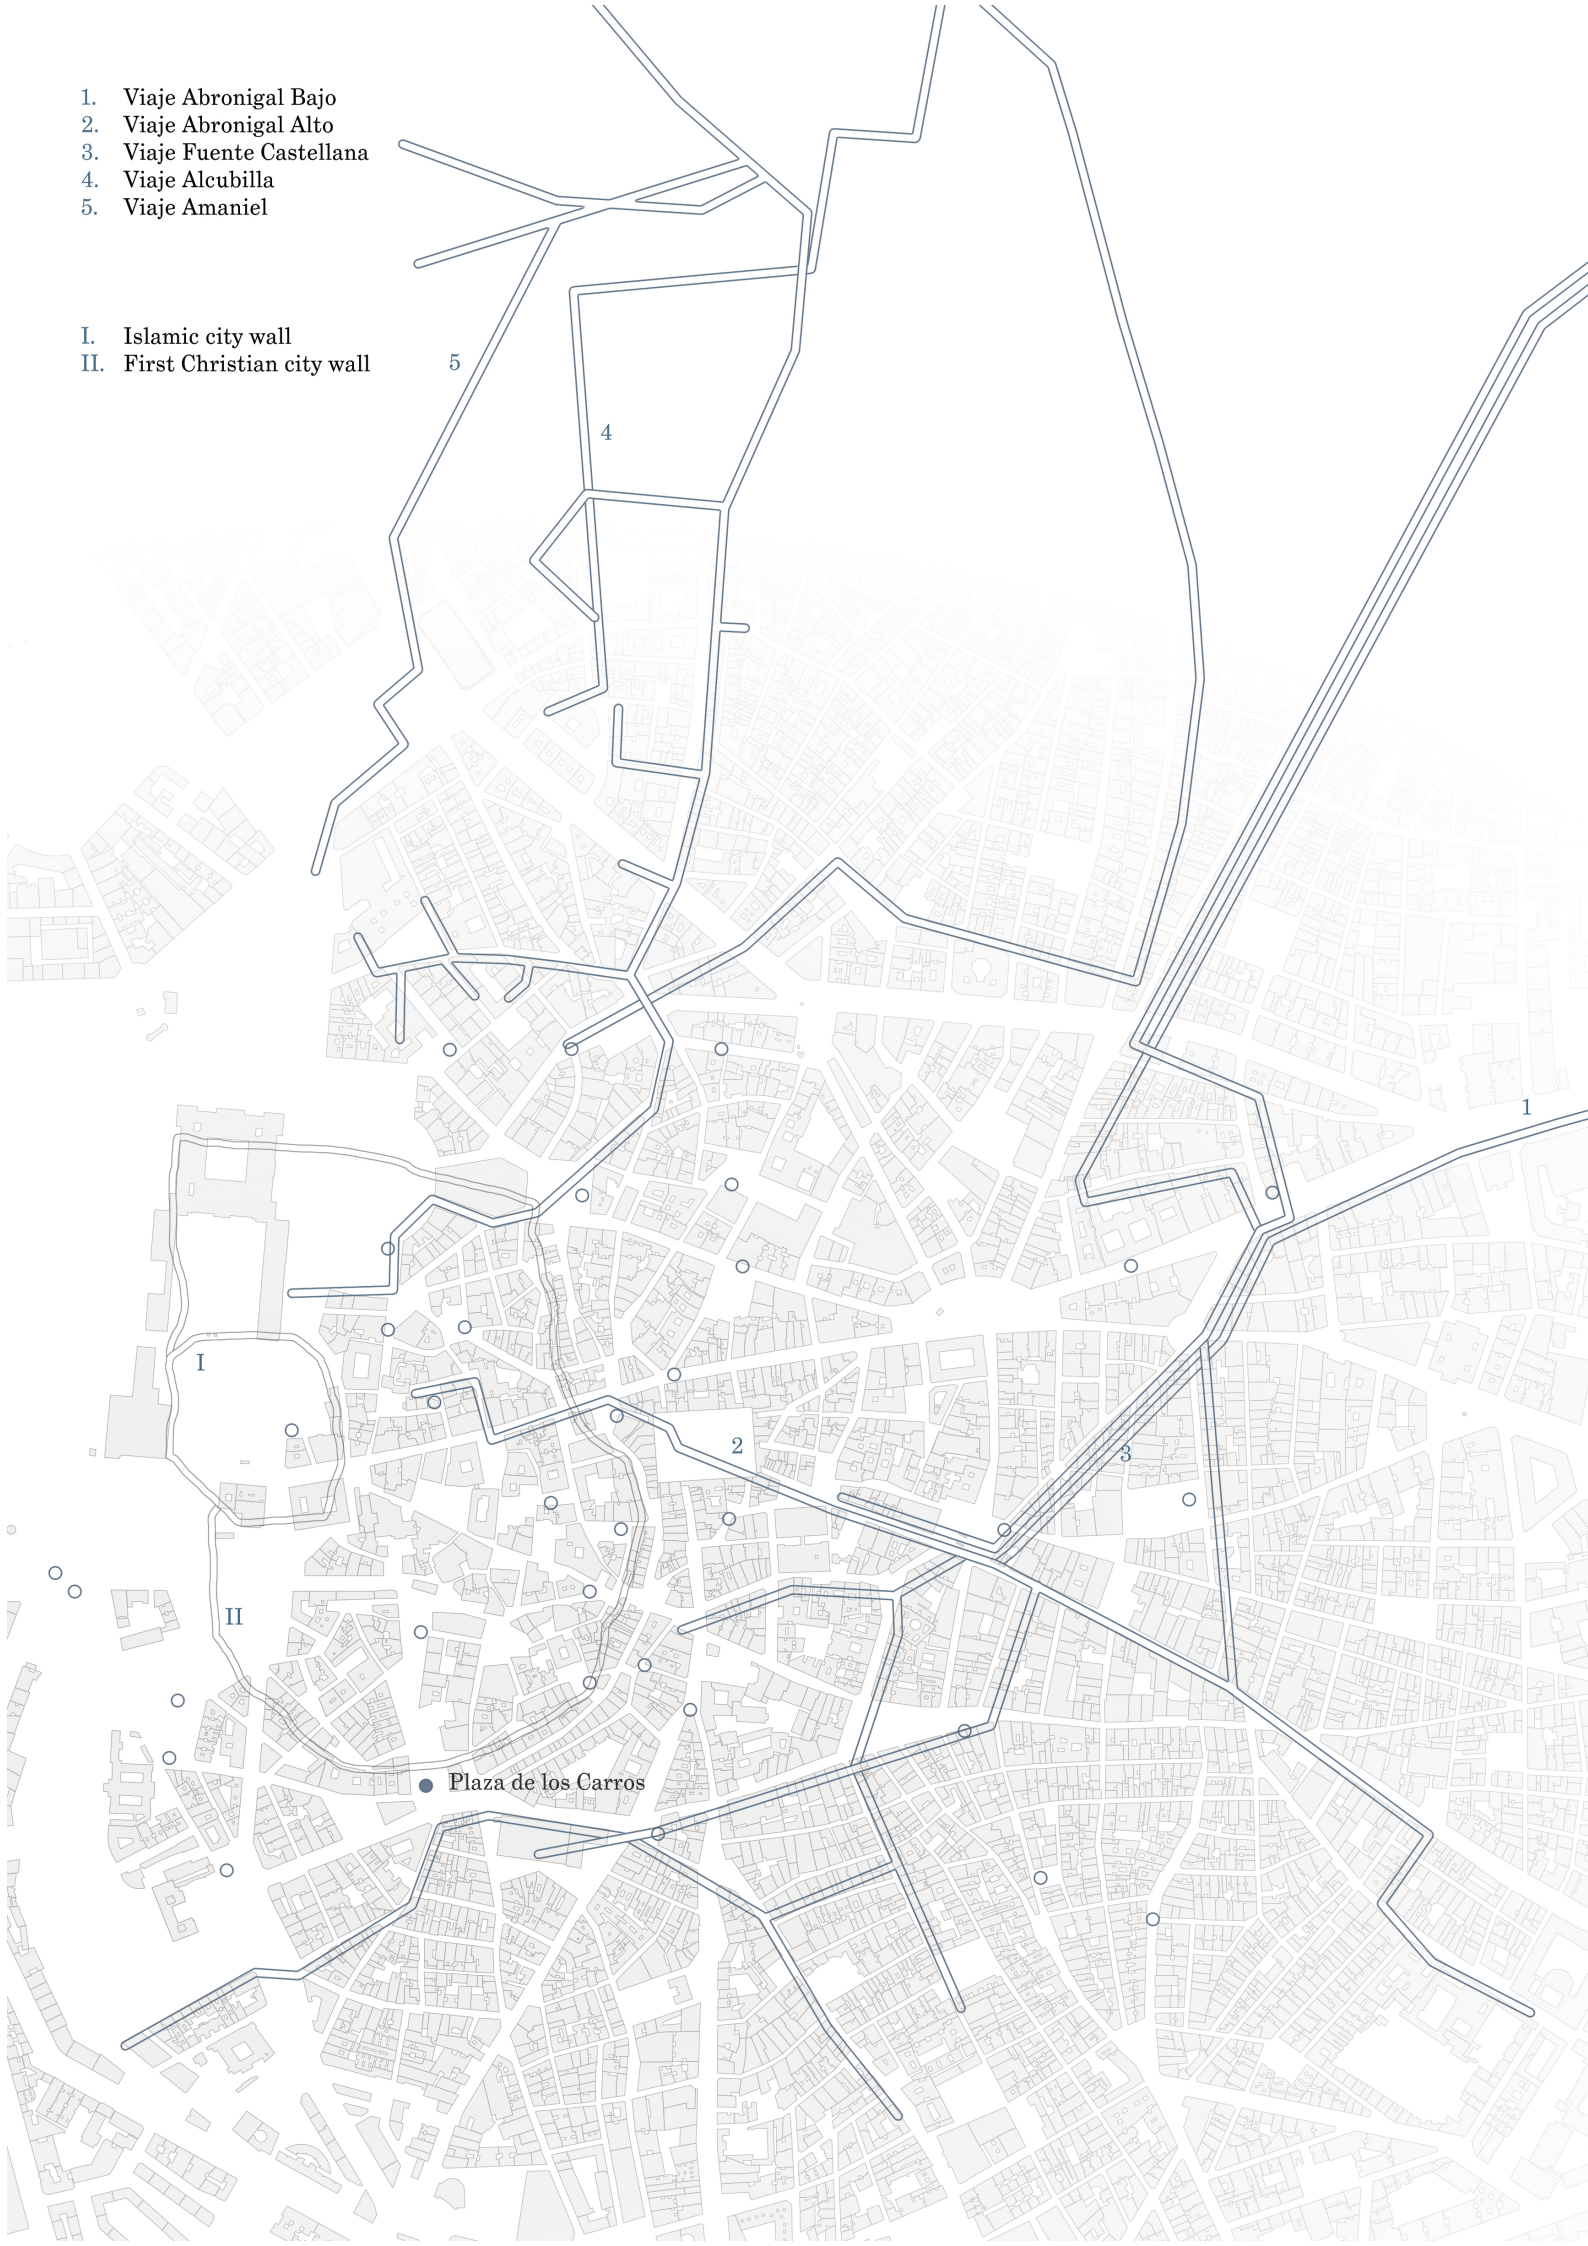 1. Viaje Abronigal Bajo
2. Viaje Abronigal Alto
3. Viaje Fuente Castellana
4. Viaje Alcubilla
5. Viaje Amaniel
I. Islamic city wall
II. First Christian city wall
5
4
1
I
2
3
II
Plaza de los Carros